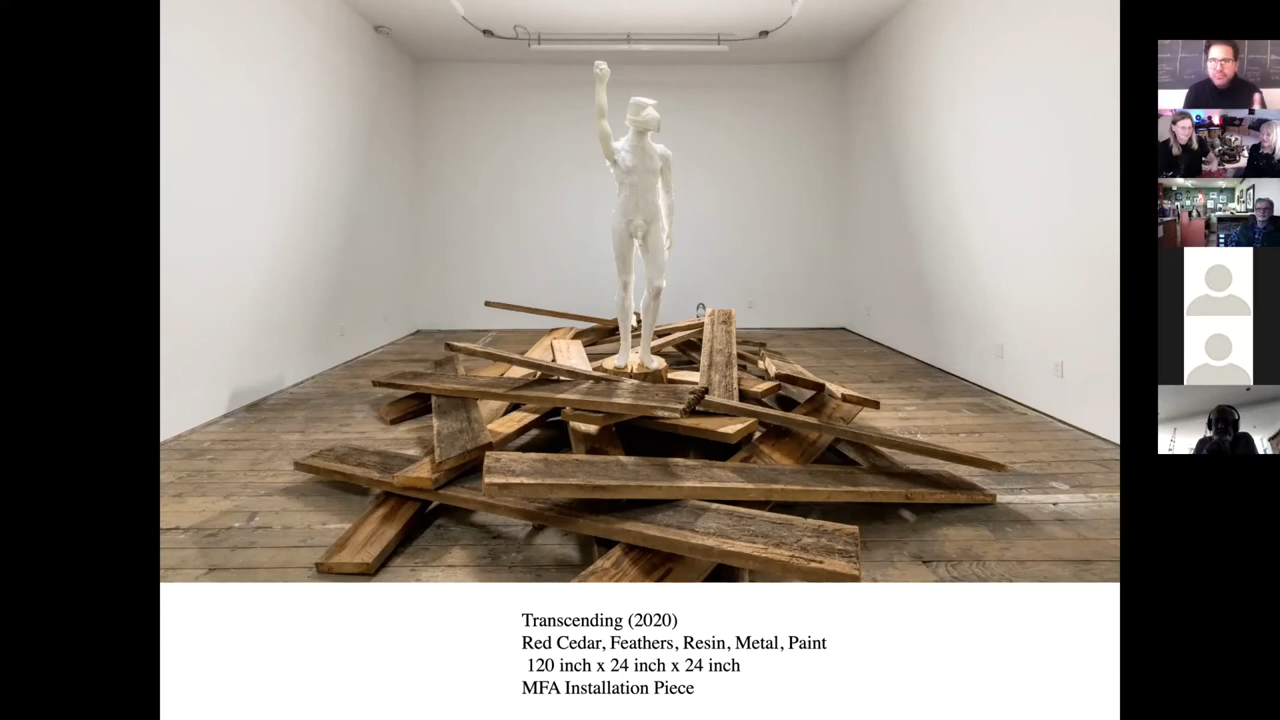 Transcending (2020)
Red Cedar, Feathers, Resin, Metal, Paint
120 inch x 24 inch x 24 inch
MFA Installation Piece